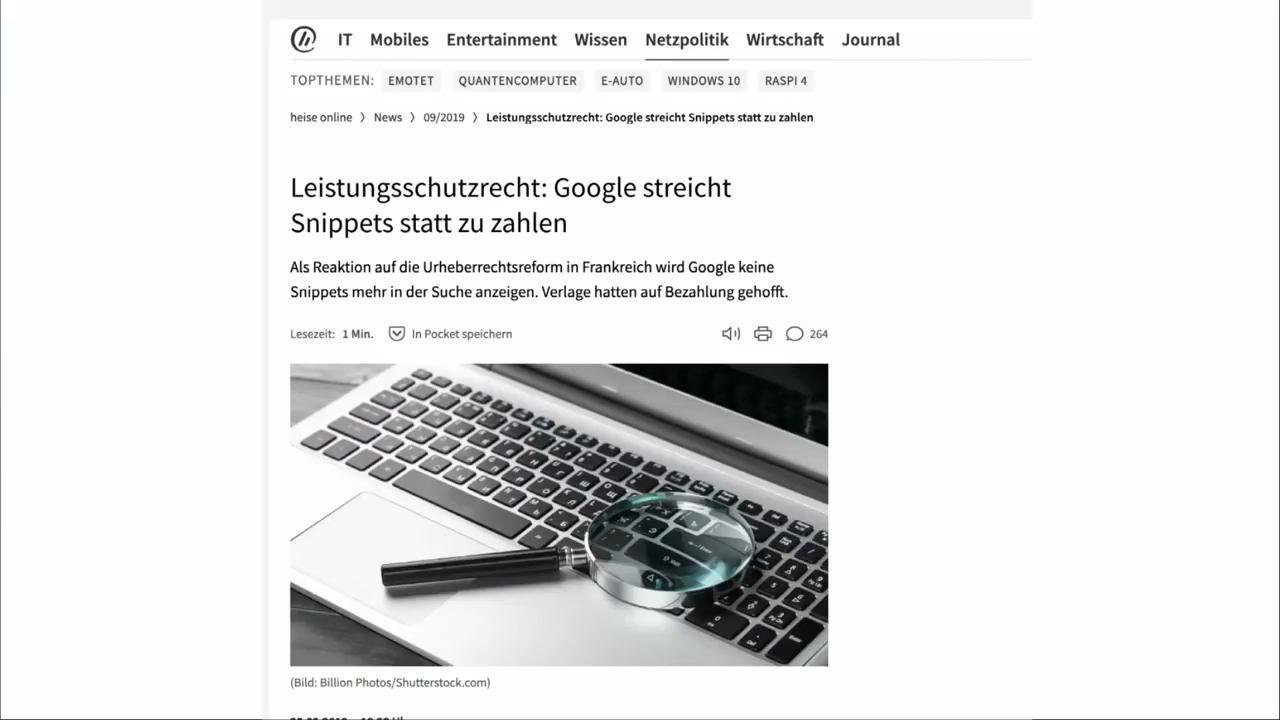 IT Mobiles Entertainment Wissen Netzpolitik Wirtschaft Journal
TOPTHEMEN: EMOTET QUANTENCOMPUTER E-AUTO WINDOWS 10 RASPI 4
heise online > News > 09/2019 > Leistungsschutzrecht: Google streicht Snippets statt zu zahlen
Leistungsschutzrecht: Google streicht
Snippets statt zu zahlen
Als Reaktion auf die Urheberrechtsreform in Frankreich wird Google keine
Snippets mehr in der Suche anzeigen. Verlage hatten auf Bezahlung gehofft.
Lesezeit: 1 Min. In Pocket speichern 264
(Bild: Billion Photos/Shutterstock.com)